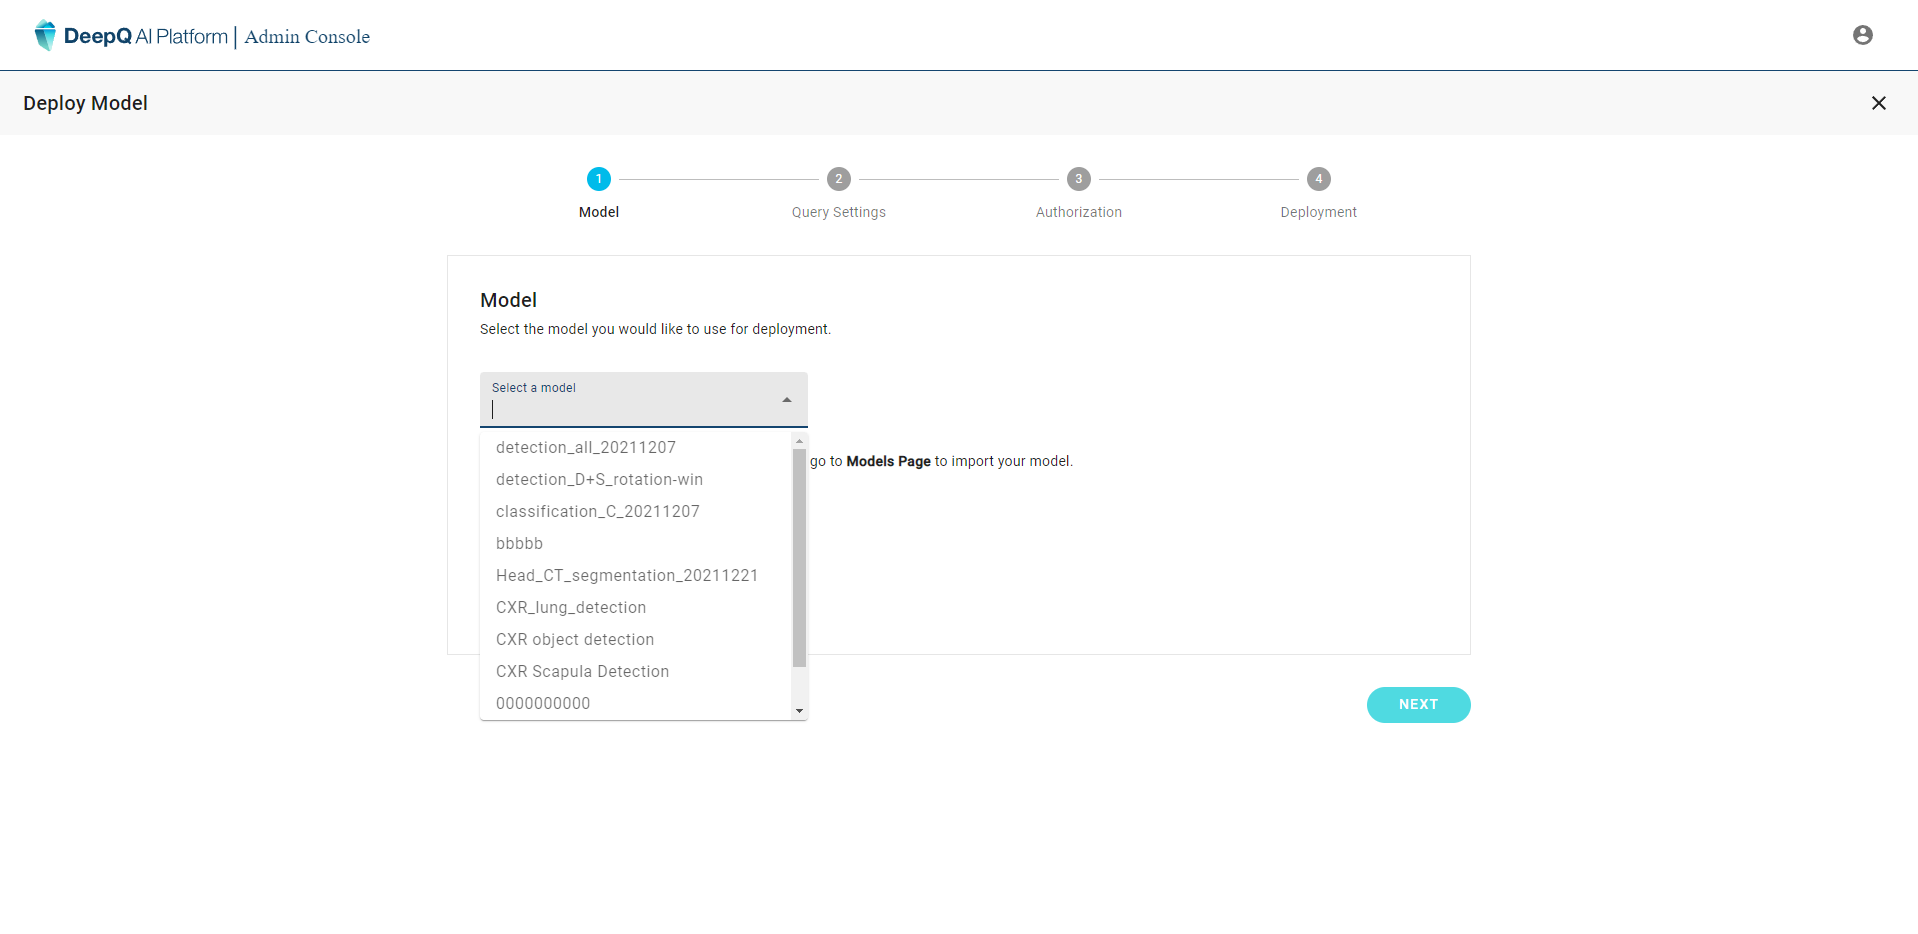 DeepQ AI Platform | Admin Console
Deploy Model
1
2
3
4
Model
Query Settings
Authorization
Deployment
Model
Select the model you would like to use for deployment.
Select a model
go to Models Page to import your model.
detection_all_20211207
detection_D+S_rotation-win
classification_C_20211207
bbbbb
Head_CT_segmentation_20211221
CXR_lung_detection
CXR object detection
CXR Scapula Detection
0000000000
NEXT